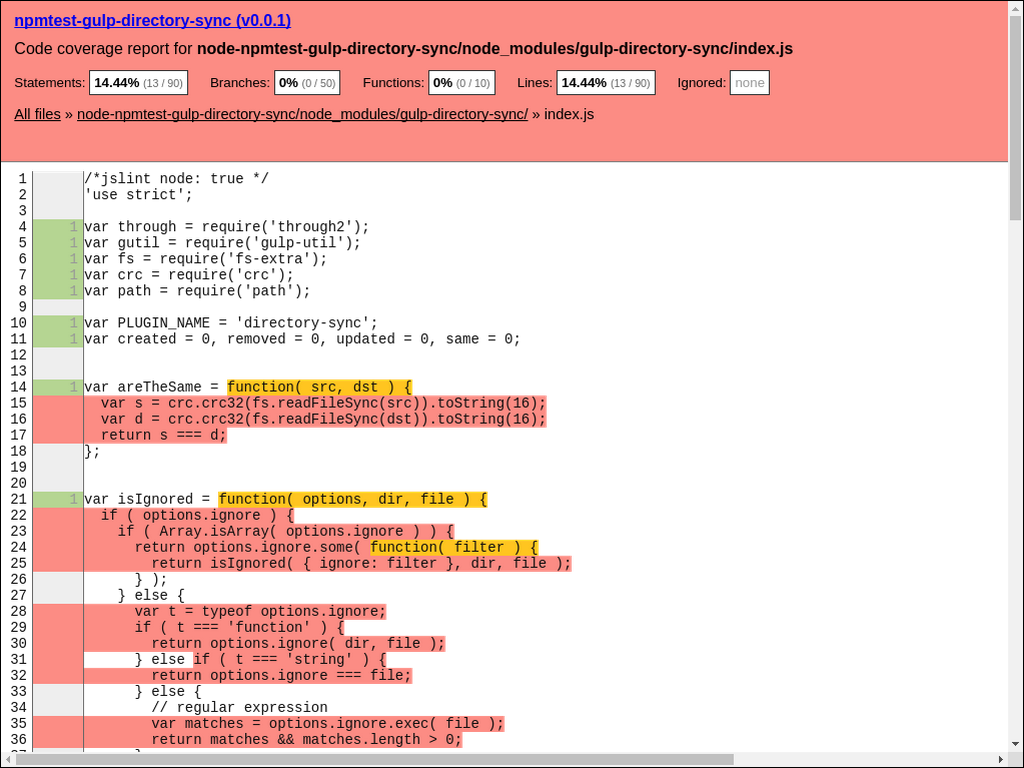 npmtest-gulp-directory-sync (v0.0.1)
Code coverage report for node-npmtest-gulp-directory-sync/node_modules/gulp-directory-sync/index.js
Statements: 14.44% (13 / 90) Branches: 0% (0 / 50) Functions: 0% (0 / 10) Lines: 14.44% (13 / 90) Ignored: none
All files » node-npmtest-gulp-directory-sync/node_modules/gulp-directory-sync/ » index.js
1 /*jslint node: true */
2 'use strict';
3
4 1 var through = require('through2');
5 1 var gutil = require('gulp-util');
6 1 var fs = require('fs-extra');
7 1 var crc = require('crc');
8 1 var path = require('path');
9
10 1 var PLUGIN_NAME = 'directory-sync';
11 1 var created = 0, removed = 0, updated = 0, same = 0;
12
13
14 1 var areTheSame = function( src, dst ) {
15 var s = crc.crc32(fs.readFileSync(src)).toString(16);
16 var d = crc.crc32(fs.readFileSync(dst)).toString(16);
17 return s === d;
18 };
19
20
21 1 var isIgnored = function( options, dir, file ) {
22 if ( options.ignore ) {
23 if ( Array.isArray( options.ignore ) ) {
24 return options.ignore.some( function( filter ) {
25 return isIgnored( { ignore: filter }, dir, file );
26 } );
27 } else {
28 var t = typeof options.ignore;
29 if ( t === 'function' ) {
30 return options.ignore( dir, file );
31 } else if ( t === 'string' ) {
32 return options.ignore === file;
33 } else {
34 // regular expression
35 var matches = options.ignore.exec( file );
36 return matches && matches.length > 0;